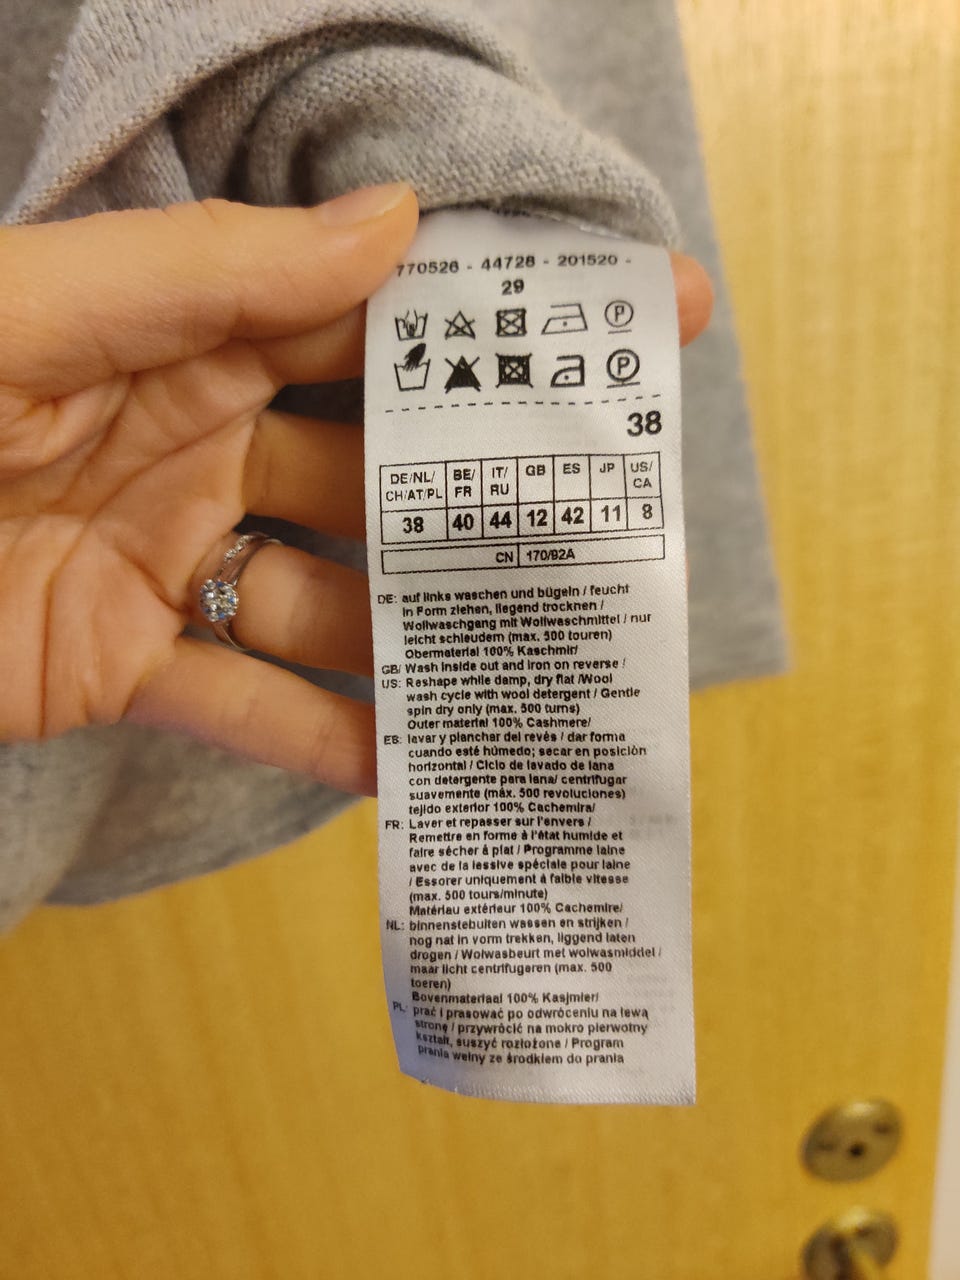 770526 - 44728 - 201520 -
29
P
P
38
DE/NL/ CH/AT/PL BE/ FR IT/ RU GB ES JP US/ CA
38 40 44 12 42 11 8
CN 170/92A
DE: auf links waschen und bügeln / feucht
in Form ziehen, liegend trocknen /
Wollwaschgang mit Wollwaschmittel / nur
leicht schleudern (max. 500 touren)
Obermaterial 100% Kaschmir/
GB/ Wash inside out and iron on reverse /
US: Reshape while damp, dry flat /Wool
wash cycle with wool detergent / Gentle
spin dry only (max. 500 turns)
Outer material 100% Cashmere/
ES: lavar y planchar del revés / dar forma
cuando esté húmedo; secar en posición
horizontal / Ciclo de lavado de lana
con detergente para lana/ centrifugar
suavemente (máx. 500 revoluciones)
tejido exterior 100% Cachemira/
FR: Laver et repasser sur l'envers /
Remettre en forme à l'état humide et
faire sécher à plat / Programme laine
avec de la lessive spéciale pour laine
/ Essorer uniquement à faible vitesse
(max. 500 tours/minute)
Matériau extérieur 100% Cachemire/
NL: binnenstebuiten wassen en strijken /
nog nat in vorm trekken, liggend laten
drogen / Wolwasbeurt met wolwasmiddel /
maar licht centrifugeren (max. 500
toeren)
Bovenmateriaal 100% Kasjmier/
PL: prać i prasować po odwróceniu na lewą
stronę / przywrócić na mokro pierwotny
kształt, suszyć rozłożone / Program
prania wełny ze środkiem do prania